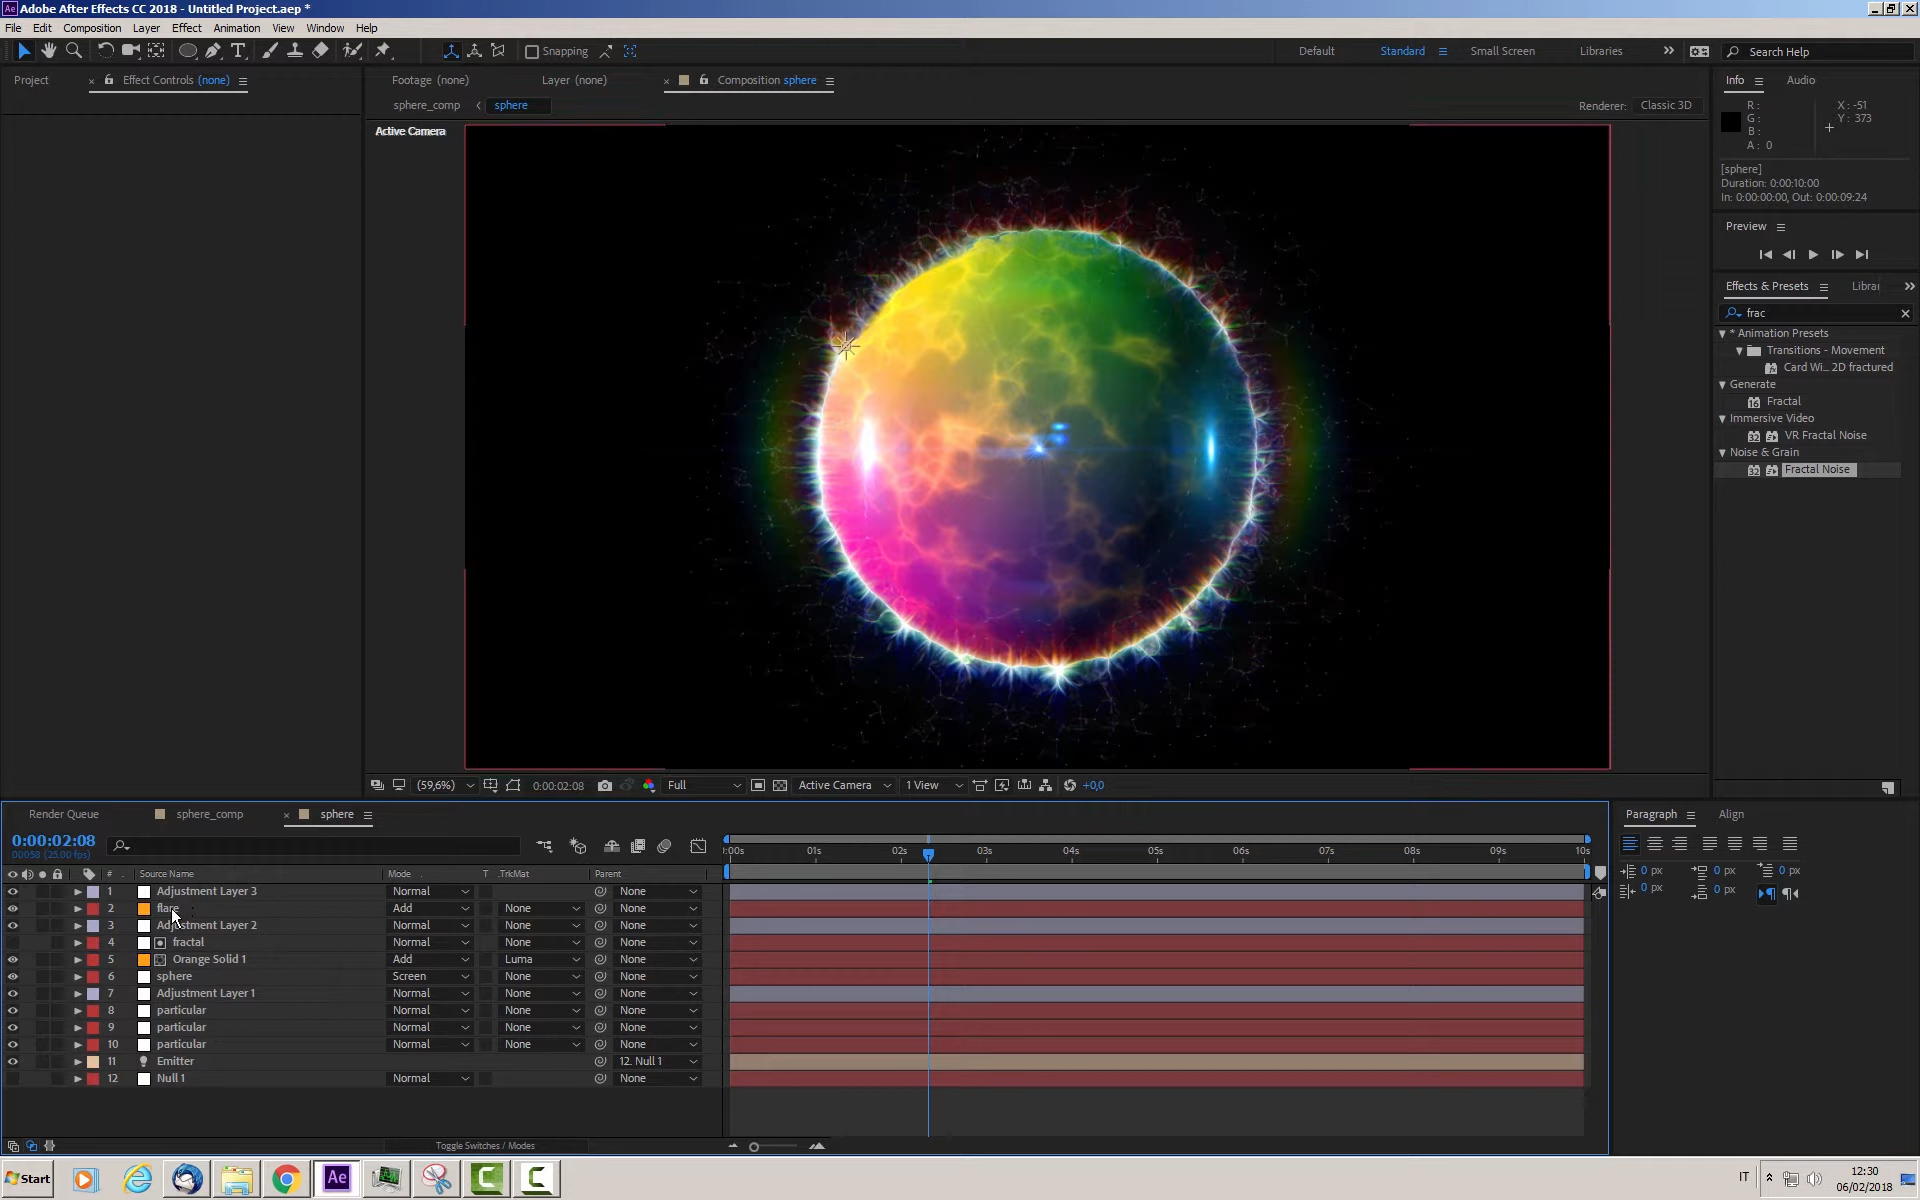 Adobe After Effects CC 2018 - Untitled Project.aep *
File Edit Composition Layer Effect Animation View Window Help
Snapping
Default Standard Small Screen Libraries Search Help
Project Effect Controls (none)
Footage (none) Layer (none) Composition sphere
sphere_comp sphere
Renderer: Classic 3D
Active Camera
Info Audio
R: X: -51
G: Y: 373
B:
A: 0
[sphere]
Duration: 0:00:10:00
In: 0:00:00:00, Out: 0:00:09:24
Preview
Effects & Presets Librar
frac
* Animation Presets
Transitions - Movement
Card Wi... 2D fractured
Generate
Fractal
Immersive Video
VR Fractal Noise
Noise & Grain
Fractal Noise
(59,6%) 0:00:02:08 Full Active Camera 1 View +0,0
Render Queue sphere_comp sphere
0:00:02:08
00058 (25.00 fps)
:00s 01s 02s 03s 04s 05s 06s 07s 08s 09s 10s
# Source Name Mode T .TrkMat Parent
1 Adjustment Layer 3 Normal None
2 flare Add None None
3 Adjustment Layer 2 Normal None None
4 fractal Normal None None
5 Orange Solid 1 Add Luma None
6 sphere Screen None None
7 Adjustment Layer 1 Normal None None
8 particular Normal None None
9 particular Normal None None
10 particular Normal None None
11 Emitter 12. Null 1
12 Null 1 Normal None
Toggle Switches / Modes
Paragraph Align
0 px 0 px 0 px
0 px 0 px
Start
Ae
IT
12:30
06/02/2018